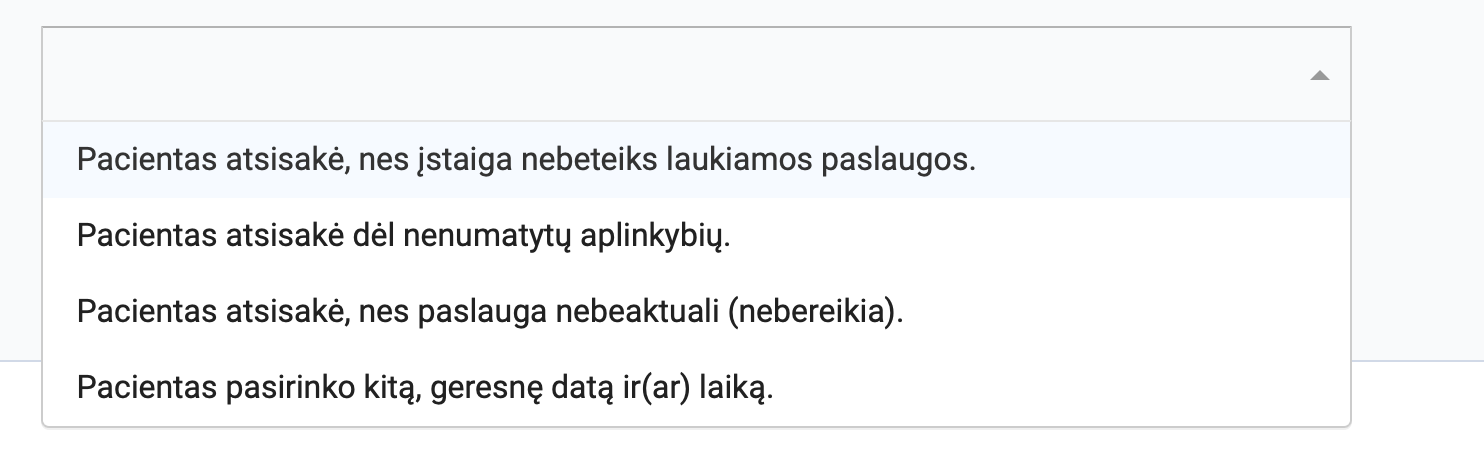 Pacientas atsisakė, nes įstaiga nebeteiks laukiamos paslaugos.
Pacientas atsisakė dėl nenumatytų aplinkybių.
Pacientas atsisakė, nes paslauga nebeaktuali (nebereikia).
Pacientas pasirinko kitą, geresnę datą ir(ar) laiką.